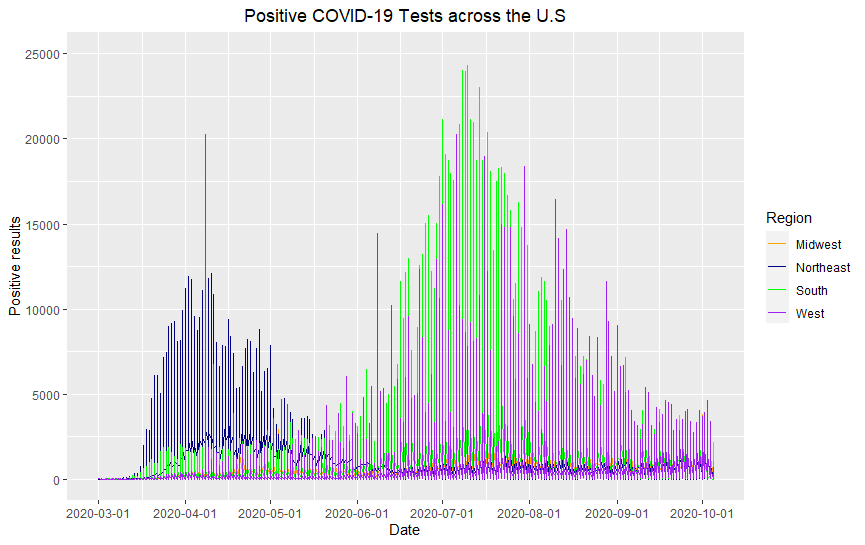 Positive COVID-19 Tests across the U.S
Positive results
25000
20000
15000
10000
5000
0
2020-03-01 2020-04-01 2020-05-01 2020-06-01 2020-07-01 2020-08-01 2020-09-01 2020-10-01
Date
Region
Midwest
Northeast
South
West